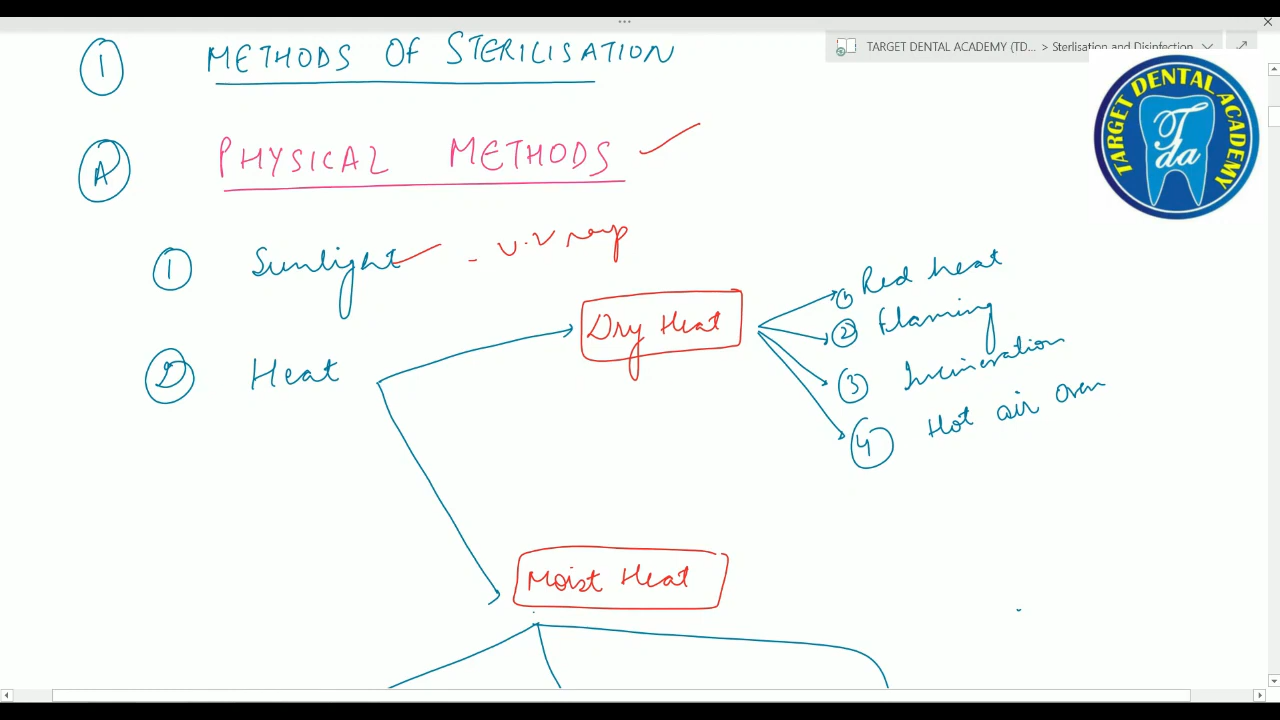 TARGET DENTAL ACADEMY (TD... > Sterlisation and Disinfection
① METHODS OF STERILISATION
TARGET DENTAL ACADEMY
Tda
A PHYSICAL METHODS
① Sunlight - U.V rays
② Heat
Dry Heat
① Red heat
② Flaming
③ Incineration
④ Hot air oven
Moist Heat